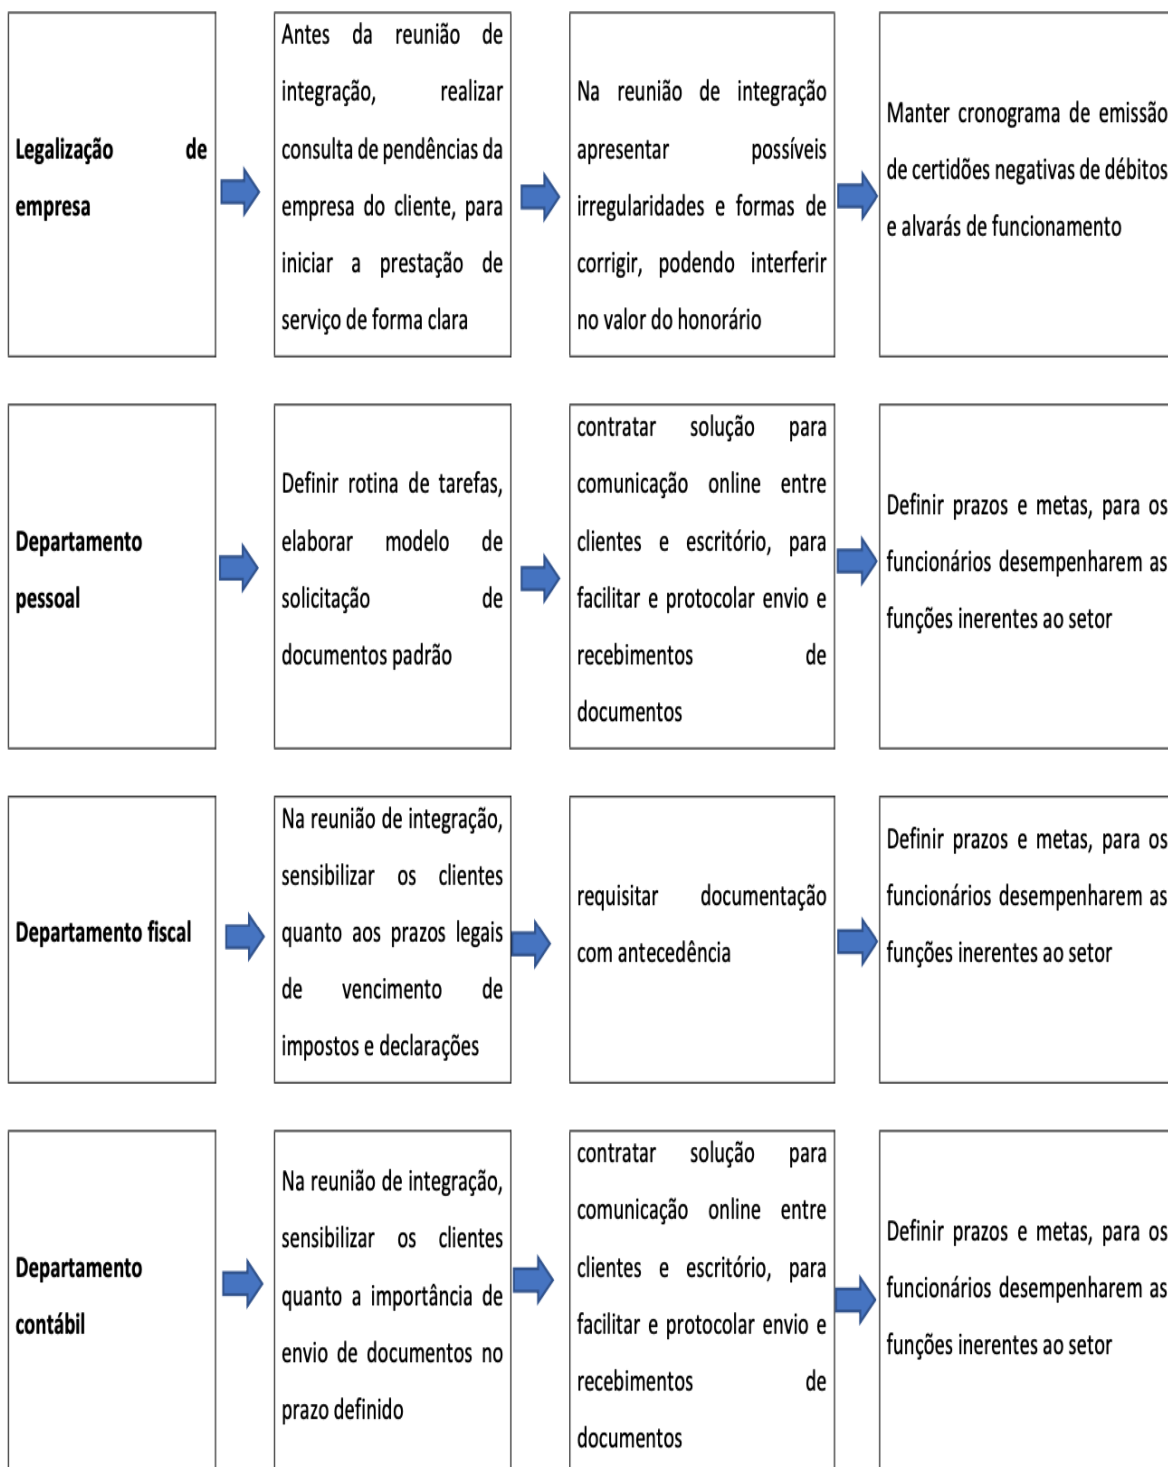 Legalização de
empresa
Antes da reunião de
integração, realizar
consulta de pendências da
empresa do cliente, para
iniciar a prestação de
serviço de forma clara
Na reunião de integração
apresentar possíveis
irregularidades e formas de
corrigir, podendo interferir
no valor do honorário
Manter cronograma de emissão
de certidões negativas de débitos
e alvarás de funcionamento
Departamento
pessoal
Definir rotina de tarefas,
elaborar modelo de
solicitação de
documentos padrão
contratar solução para
comunicação online entre
clientes e escritório, para
facilitar e protocolar envio e
recebimentos de
documentos
Definir prazos e metas, para os
funcionários desempenharem as
funções inerentes ao setor
Departamento fiscal
Na reunião de integração,
sensibilizar os clientes
quanto aos prazos legais
de vencimento de
impostos e declarações
requisitar documentação
com antecedência
Definir prazos e metas, para os
funcionários desempenharem as
funções inerentes ao setor
Departamento
contábil
Na reunião de integração,
sensibilizar os clientes
quanto a importância de
envio de documentos no
prazo definido
contratar solução para
comunicação online entre
clientes e escritório, para
facilitar e protocolar envio e
recebimentos de
documentos
Definir prazos e metas, para os
funcionários desempenharem as
funções inerentes ao setor